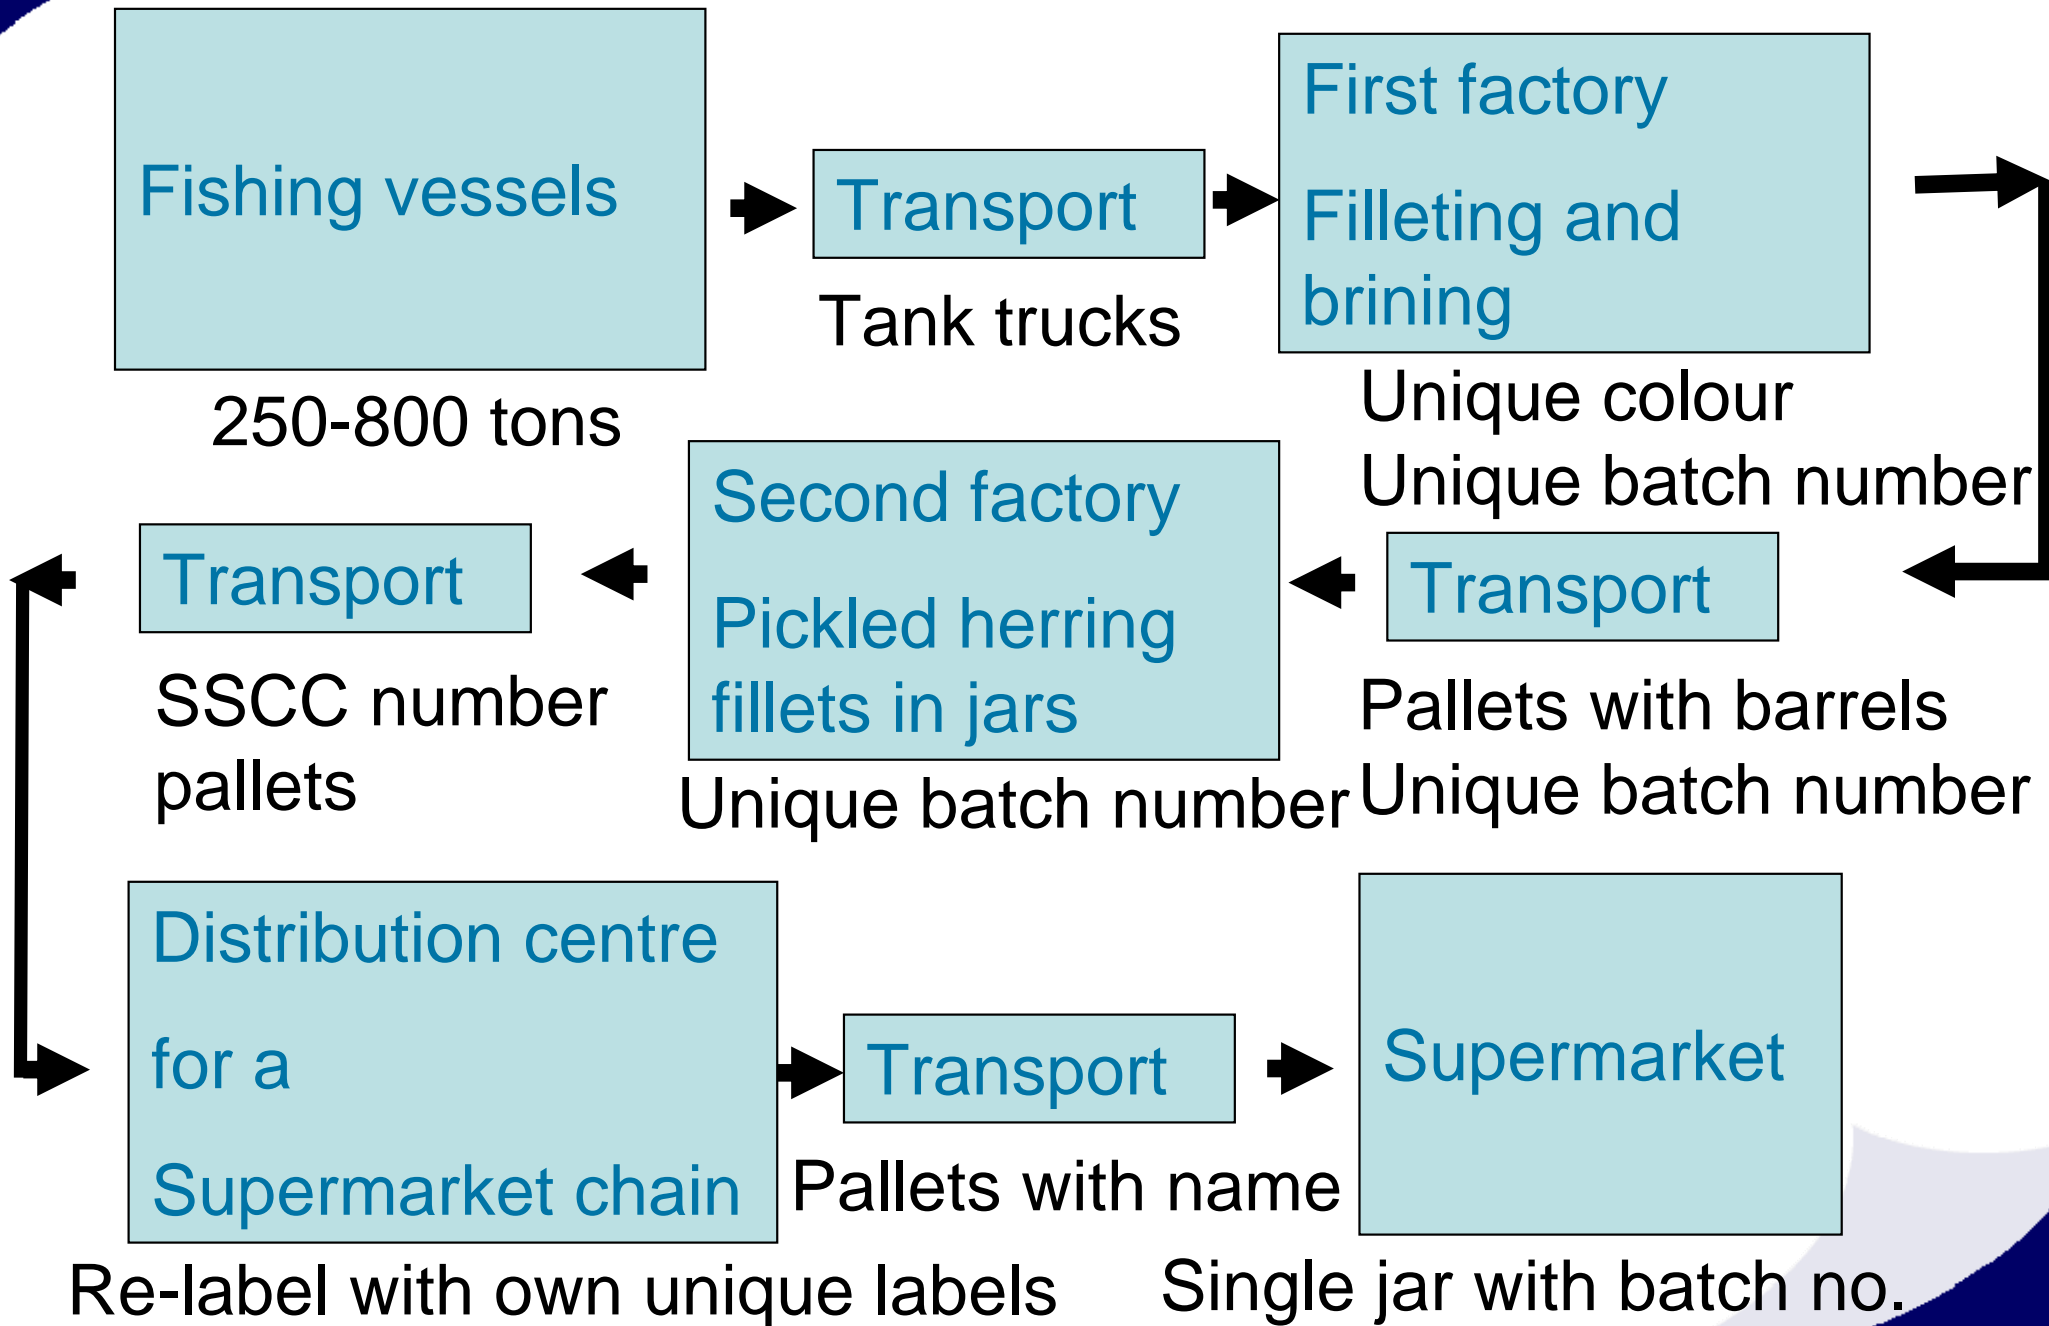 Fishing vessels
250-800 tons
Transport
Tank trucks
First factory
Filleting and
brining
Unique colour
Unique batch number
Transport
Pallets with barrels
Unique batch number
Second factory
Pickled herring
fillets in jars
Unique batch number
Transport
SSCC number
pallets
Distribution centre
for a
Supermarket chain
Re-label with own unique labels
Transport
Pallets with name
Supermarket
Single jar with batch no.